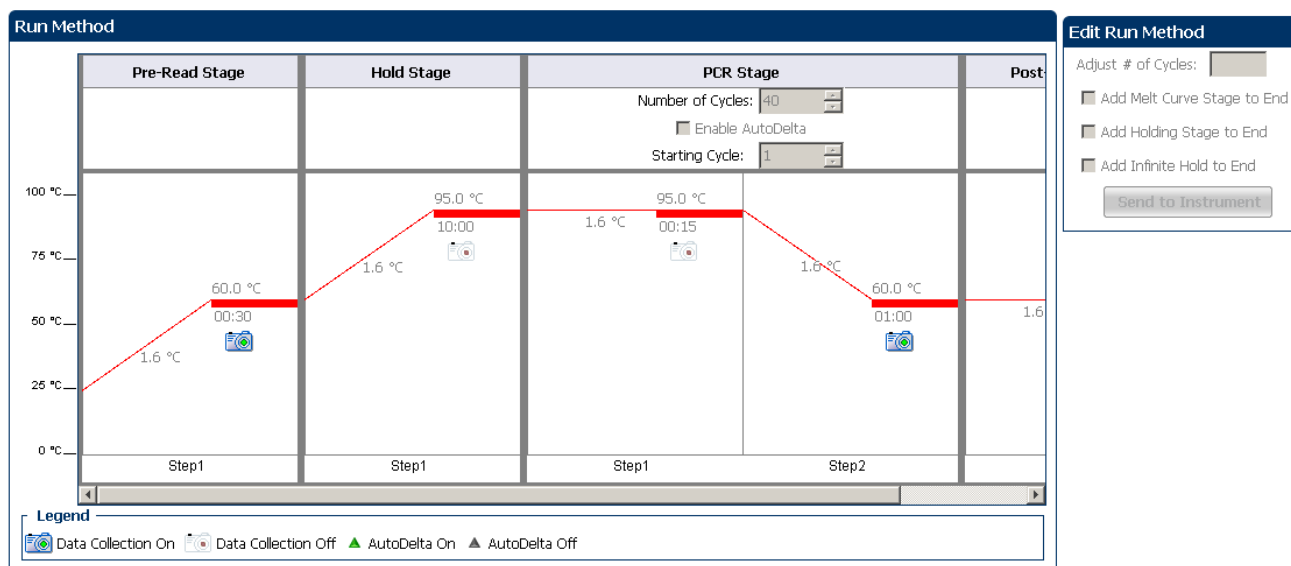 Run Method
Pre-Read Stage
Hold Stage
PCR Stage
Post-
Number of Cycles: 40
Enable AutoDelta
Starting Cycle: 1
100 °C
75 °C
50 °C
25 °C
0 °C
1.6 °C
60.0 °C
00:30
Step1
1.6 °C
95.0 °C
10:00
Step1
1.6 °C
95.0 °C
00:15
Step1
1.6 °C
60.0 °C
01:00
Step2
1.6
Legend
Data Collection On Data Collection Off AutoDelta On AutoDelta Off
Edit Run Method
Adjust # of Cycles:
Add Melt Curve Stage to End
Add Holding Stage to End
Add Infinite Hold to End
Send to Instrument